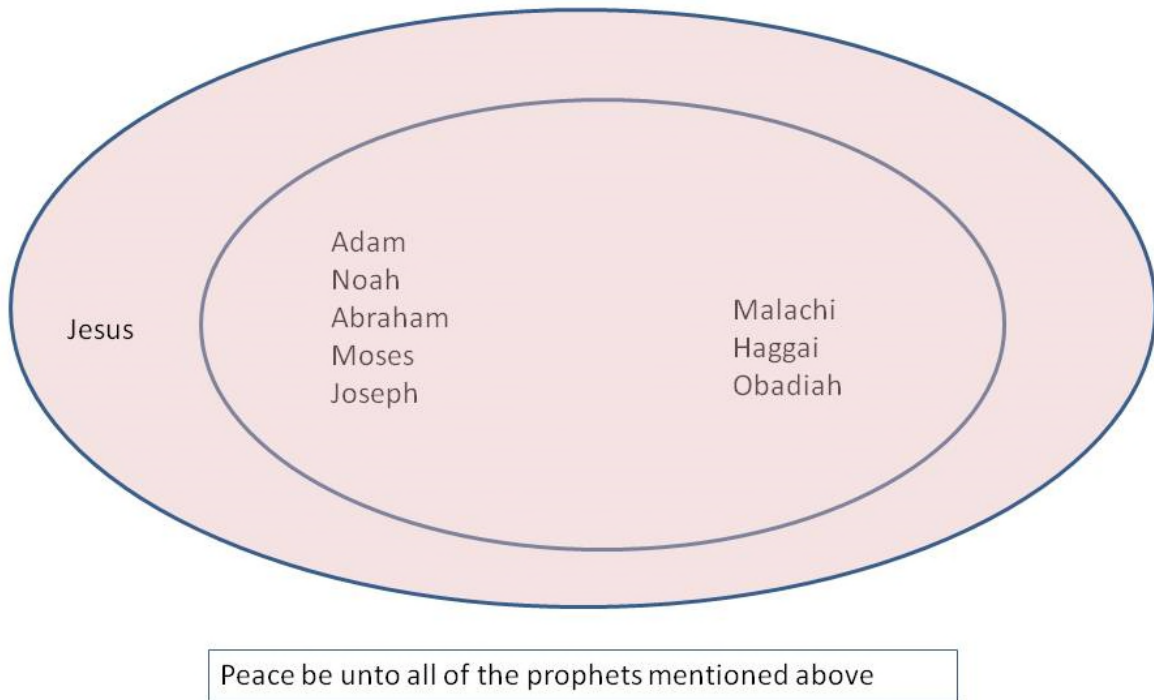 Jesus
Adam
Noah
Abraham
Moses
Joseph
Malachi
Haggai
Obadiah
Peace be unto all of the prophets mentioned above